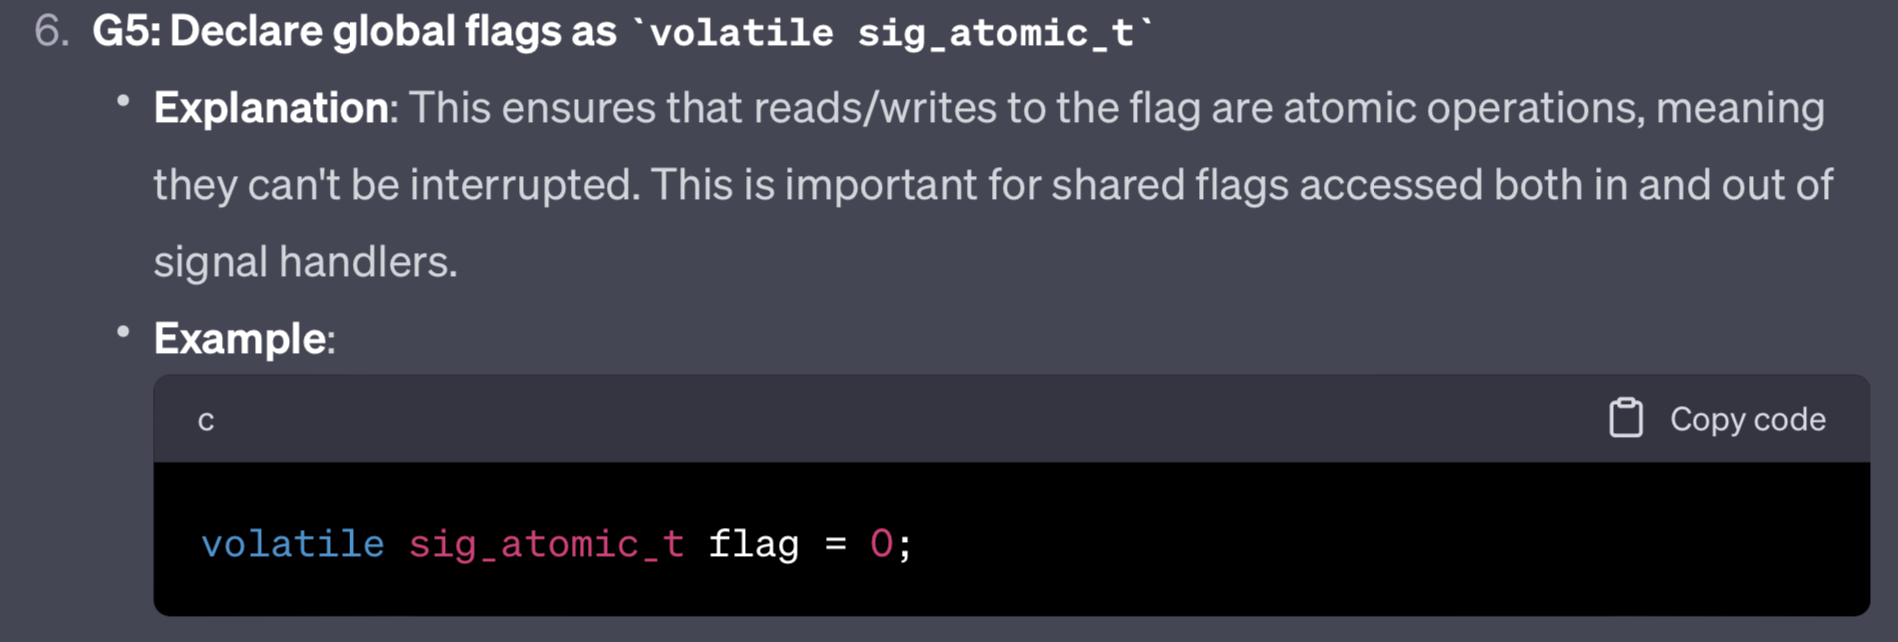 6. G5: Declare global flags as `volatile sig_atomic_t`
• Explanation: This ensures that reads/writes to the flag are atomic operations, meaning
they can't be interrupted. This is important for shared flags accessed both in and out of
signal handlers.
• Example:
c Copy code
volatile sig_atomic_t flag = 0;